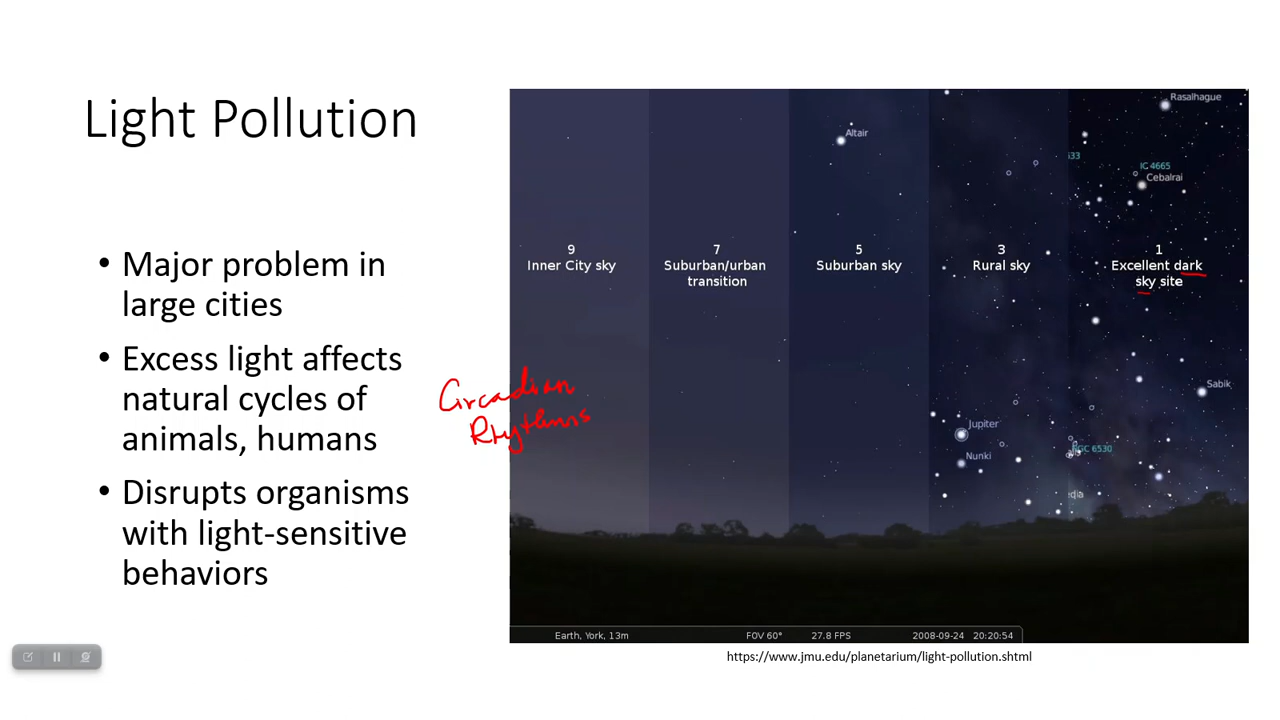 Light Pollution
• Major problem in
large cities
• Excess light affects
natural cycles of
animals, humans
• Disrupts organisms
with light-sensitive
behaviors
Circadian
Rhythms
Rasalhague
Altair
IC 4665
Cebalrai
9
Inner City sky
7
Suburban/urban
transition
5
Suburban sky
3
Rural sky
1
Excellent dark
sky site
Sabik
Jupiter
NGC 6530
Nunki
Earth, York, 13m
FOV 60°
27.8 FPS
2008-09-24 20:20:54
https://www.jmu.edu/planetarium/light-pollution.shtml